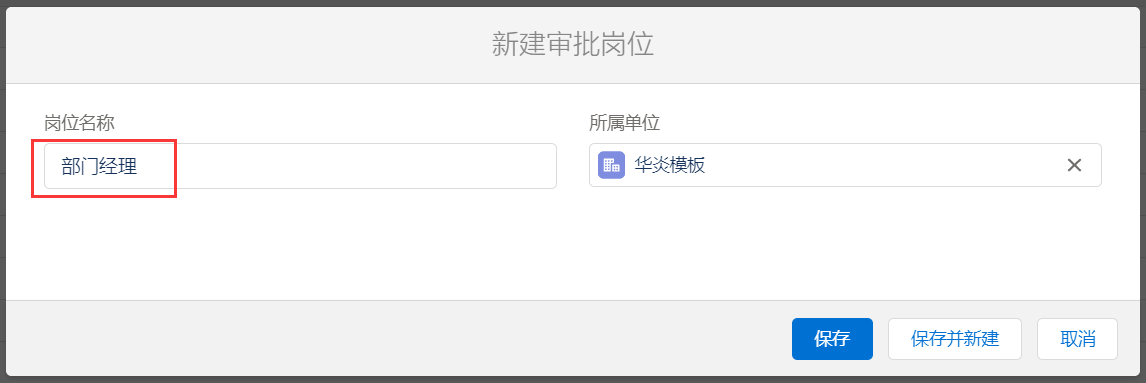 新建审批岗位
岗位名称
所属单位
部门经理
华炎模板
保存
保存并新建
取消